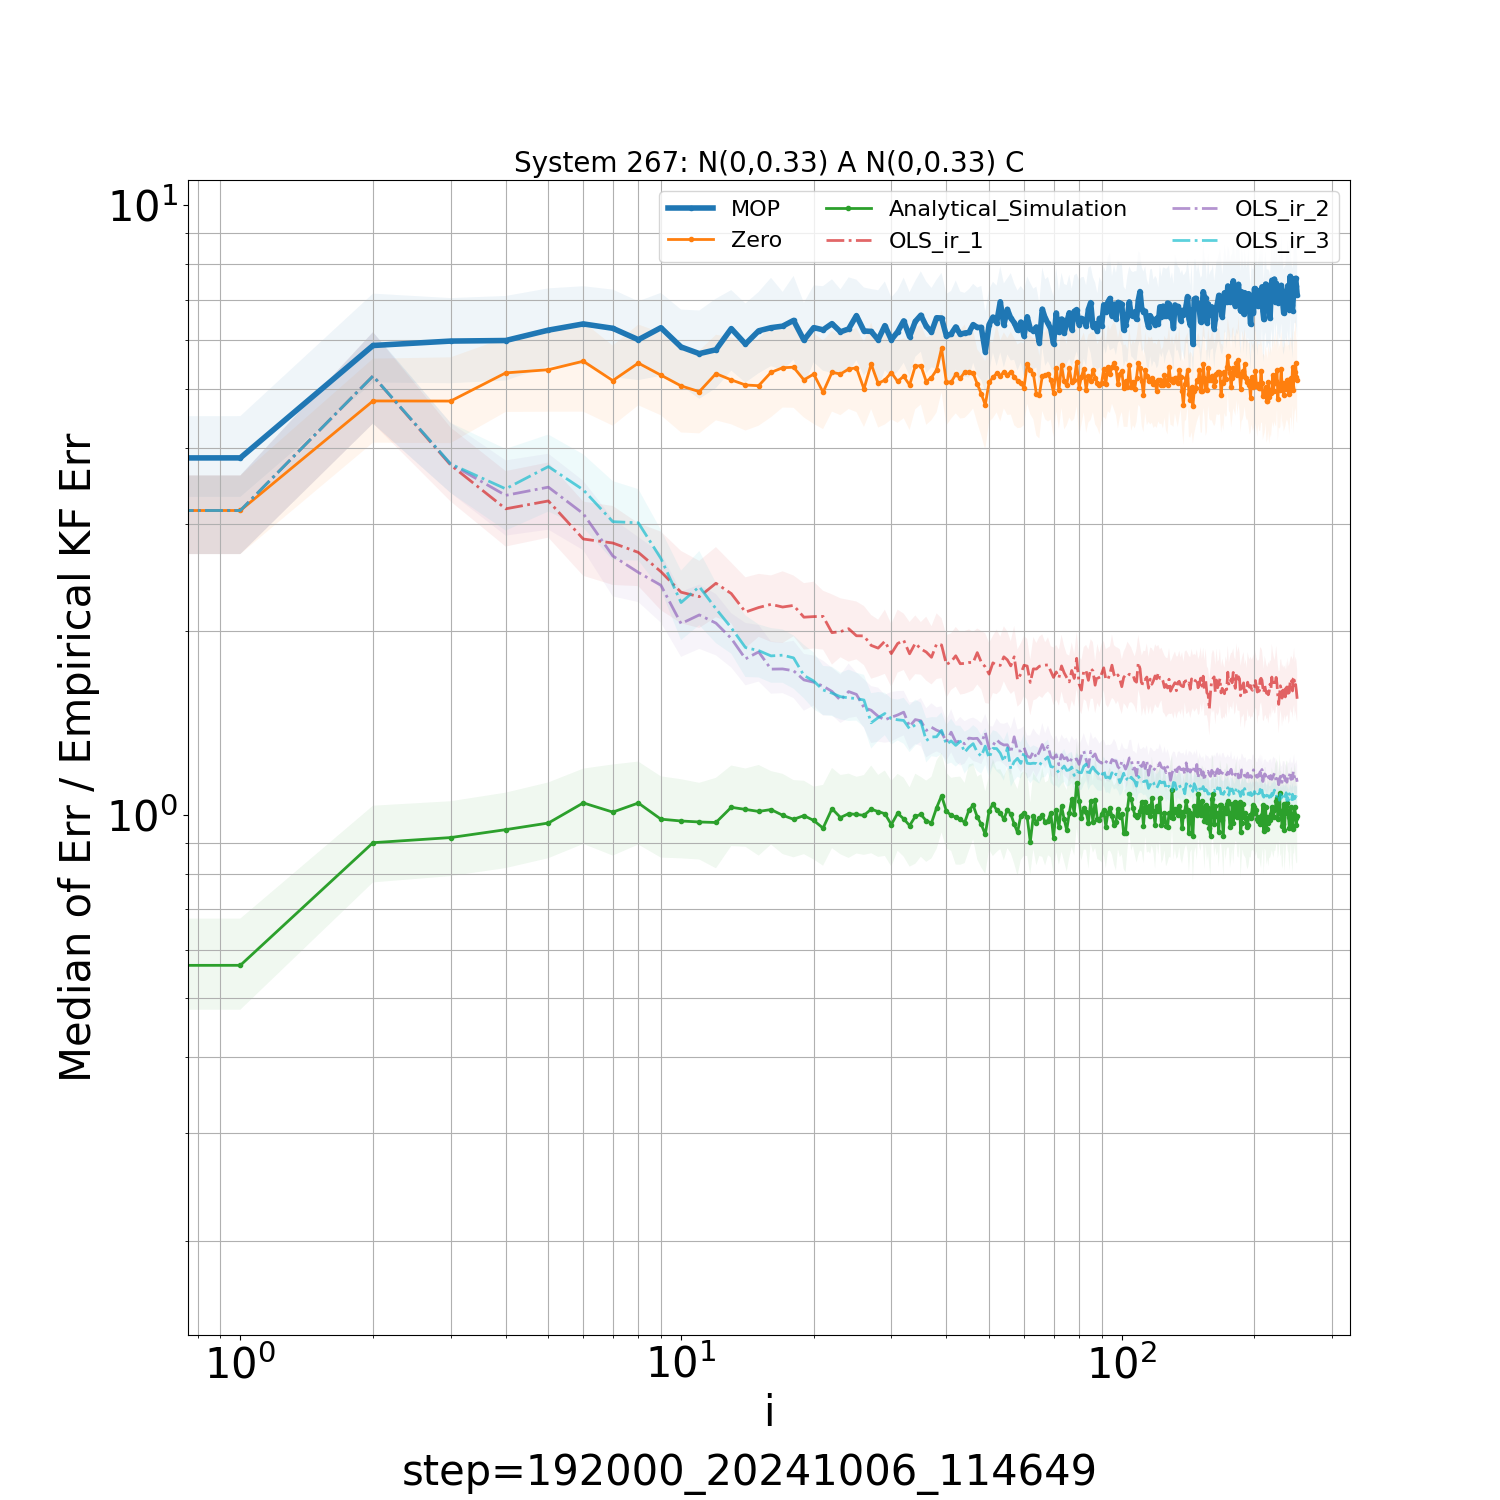 System 267: N(0,0.33) A N(0,0.33) C
MOP
Zero
Analytical_Simulation
OLS_ir_1
OLS_ir_2
OLS_ir_3
10¹
10⁰
Median of Err / Empirical KF Err
10⁰
10¹
10²
i
step=192000_20241006_114649